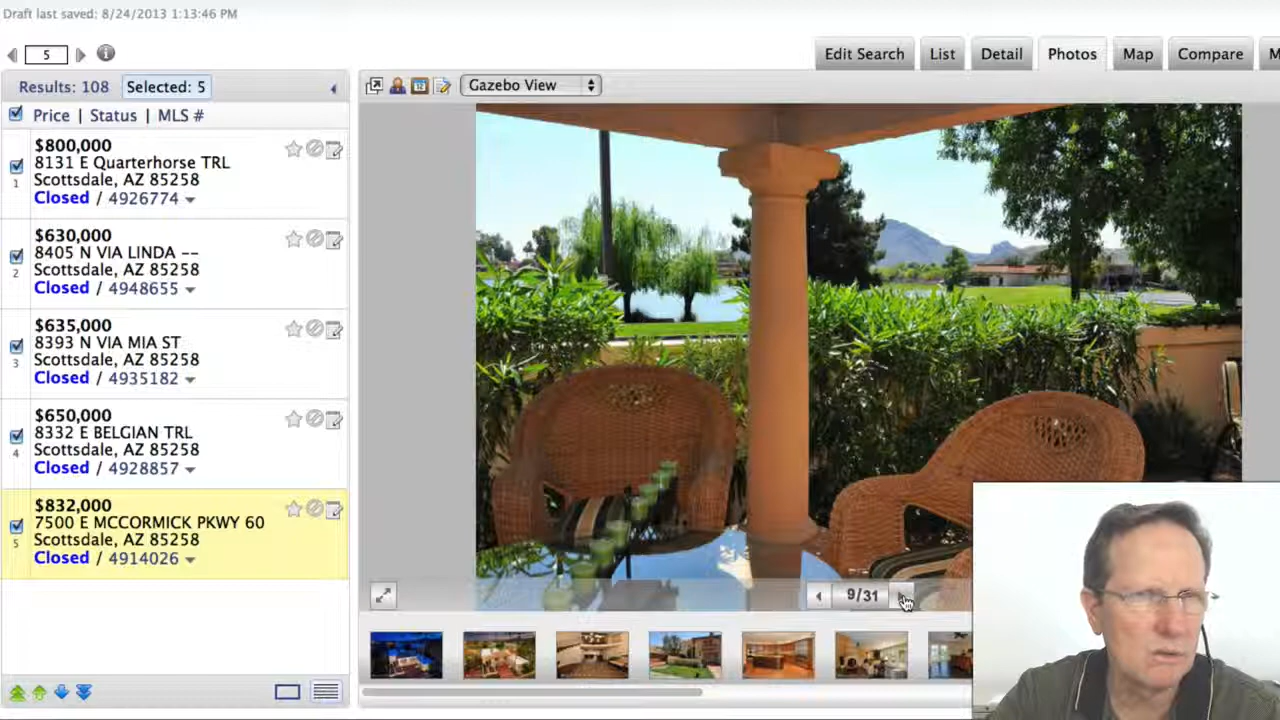 Draft last saved: 8/24/2013 1:13:46 PM
5
Edit Search
List
Detail
Photos
Map
Compare
M
Results: 108
Selected: 5
Gazebo View
Price | Status | MLS #
$800,000
8131 E Quarterhorse TRL
Scottsdale, AZ 85258
Closed / 4926774
1
$630,000
8405 N VIA LINDA --
Scottsdale, AZ 85258
Closed / 4948655
2
$635,000
8393 N VIA MIA ST
Scottsdale, AZ 85258
Closed / 4935182
3
$650,000
8332 E BELGIAN TRL
Scottsdale, AZ 85258
Closed / 4928857
4
$832,000
7500 E MCCORMICK PKWY 60
Scottsdale, AZ 85258
Closed / 4914026
5
9/31